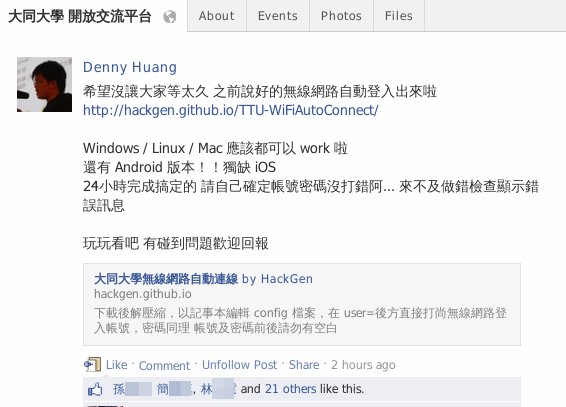 大同大學 開放交流平台 About Events Photos Files
Denny Huang
希望沒讓大家等太久 之前說好的無線網路自動登入出來啦
http://hackgen.github.io/TTU-WiFiAutoConnect/
Windows / Linux / Mac 應該都可以 work 啦
還有 Android 版本！！獨缺 iOS
24小時完成搞定的 請自己確定帳號密碼沒打錯阿... 來不及做錯檢查顯示錯
誤訊息
玩玩看吧 有碰到問題歡迎回報
大同大學無線網路自動連線 by HackGen
hackgen.github.io
下載後解壓縮，以記事本編輯 config 檔案，在 user=後方直接打尚無線網路登
入帳號，密碼同理 帳號及密碼前後請勿有空白
Like · Comment · Unfollow Post · Share · 2 hours ago
孫 簡 , 林 and 21 others like this.